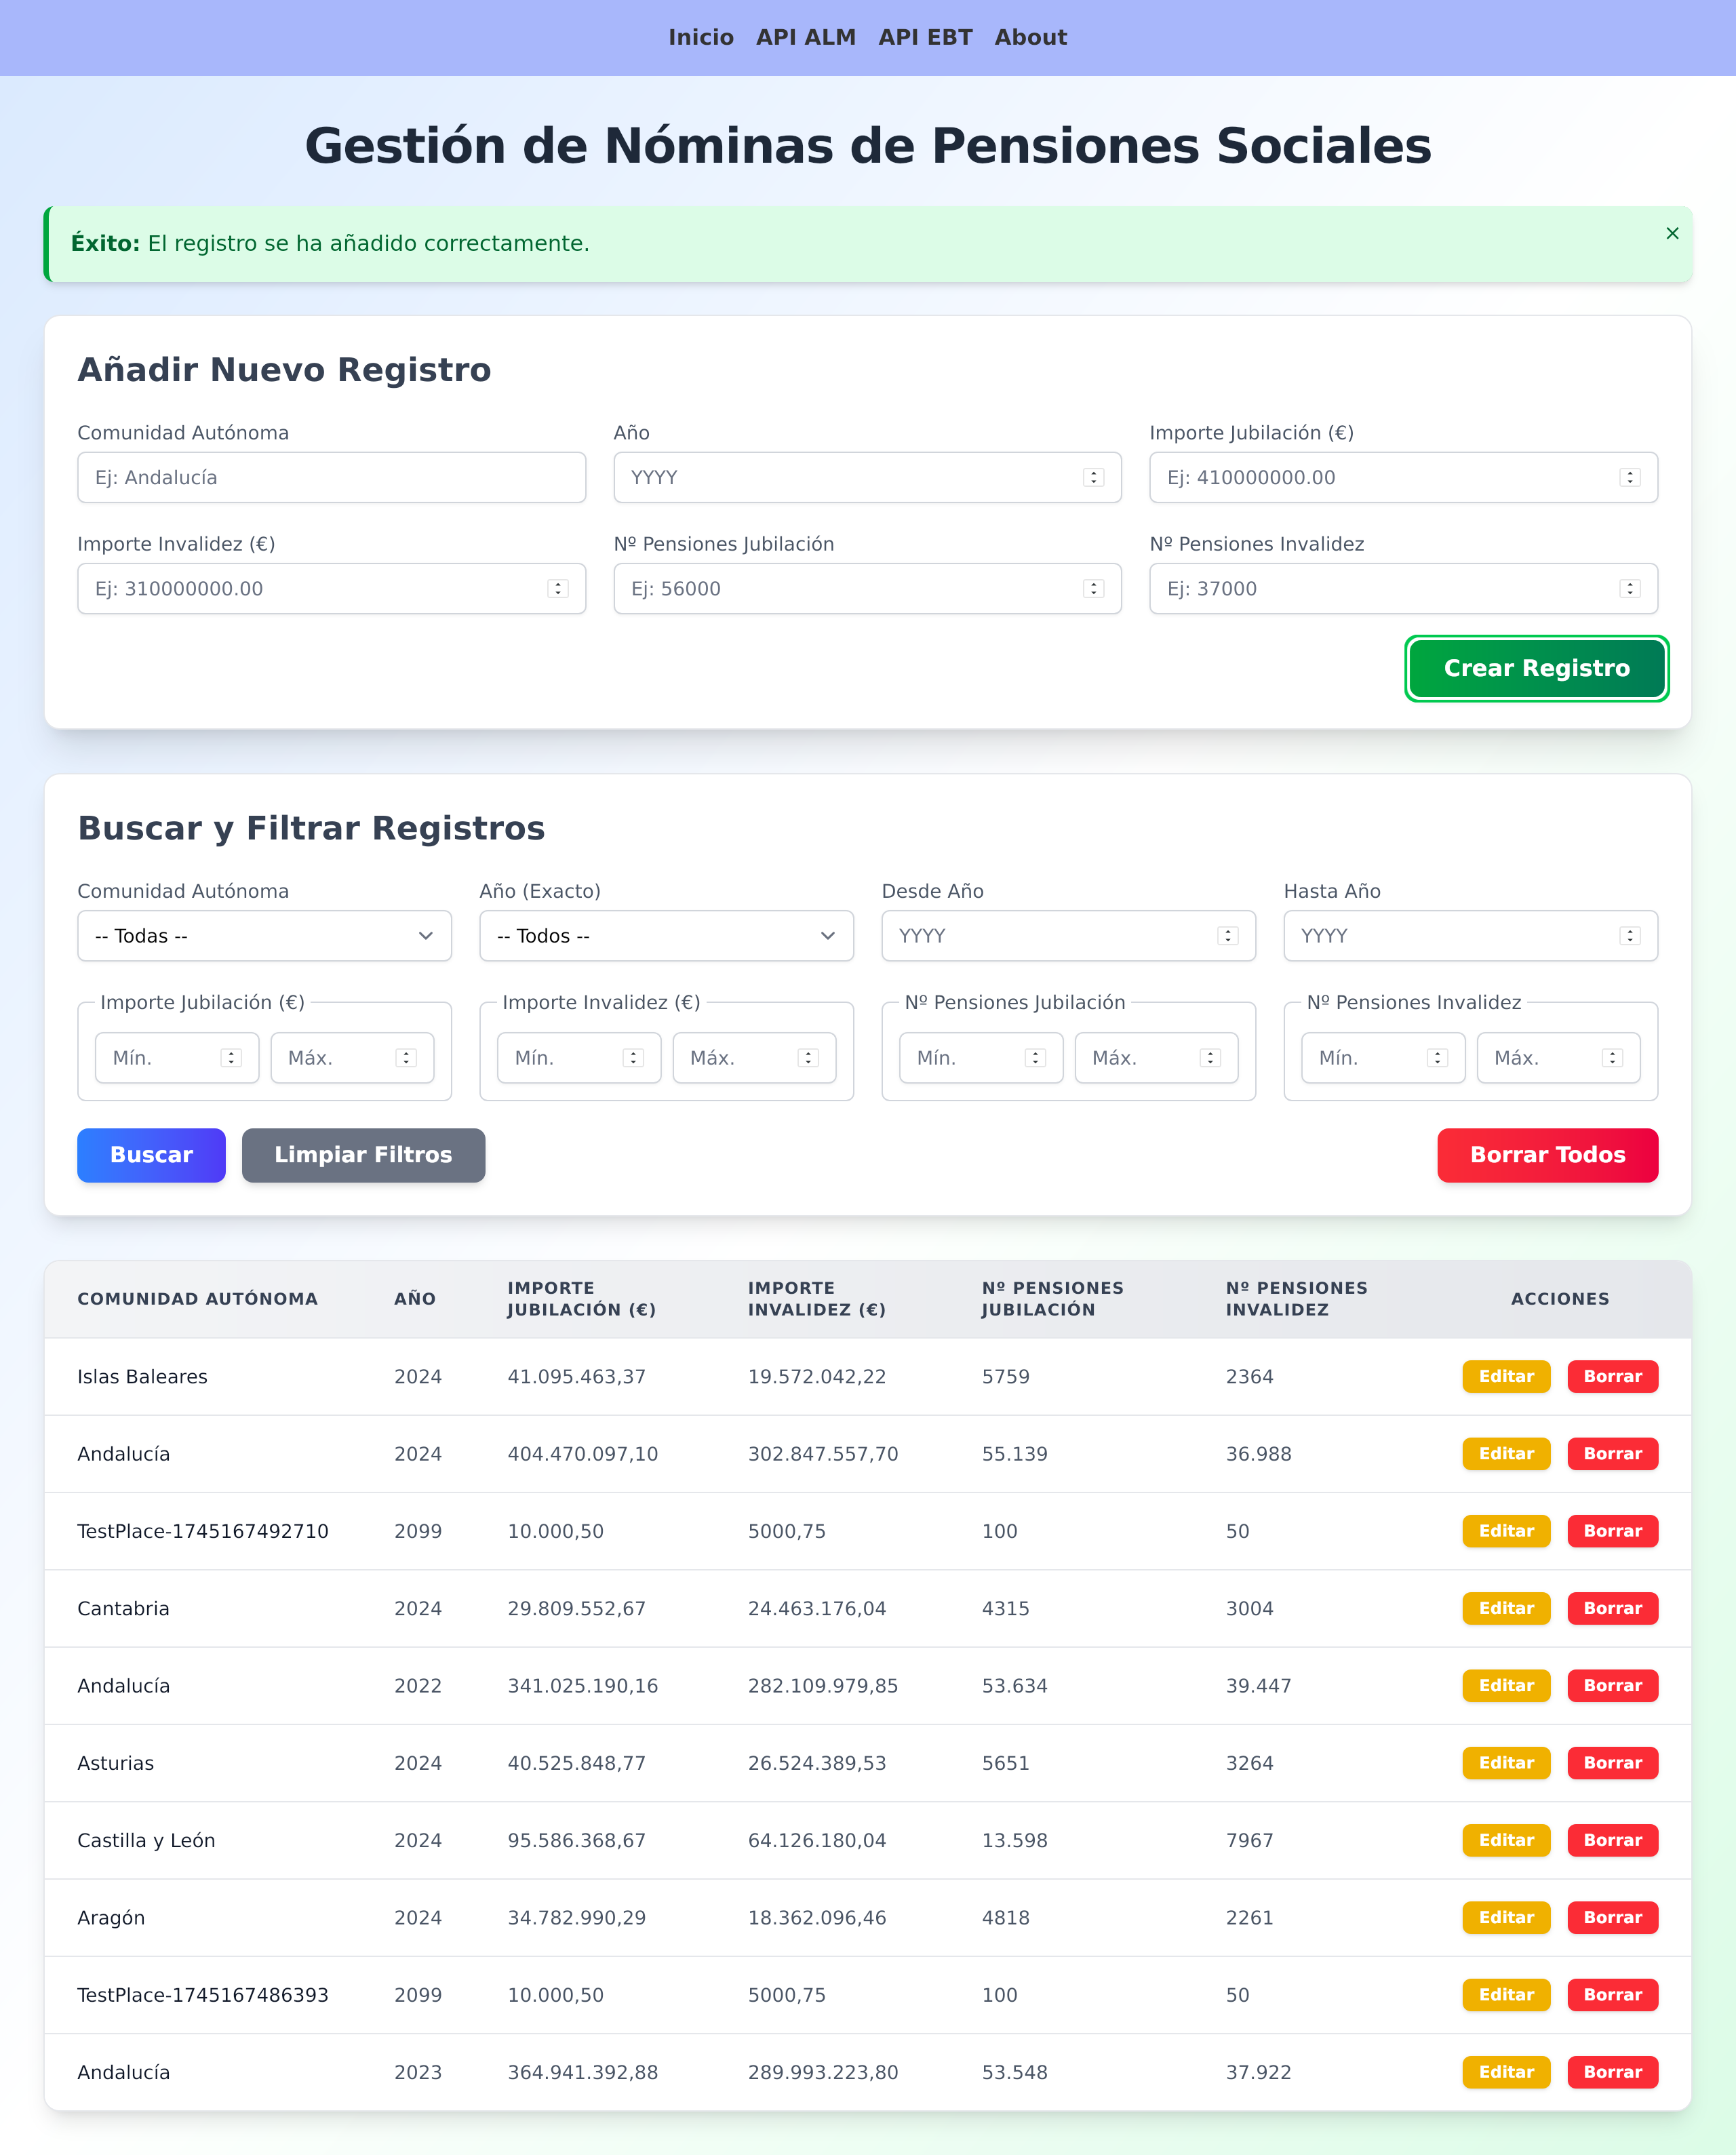 Inicio API ALM API EBT About
Gestión de Nóminas de Pensiones Sociales
Éxito: El registro se ha añadido correctamente. ×
Añadir Nuevo Registro
Comunidad Autónoma Año Importe Jubilación (€)
Ej: Andalucía YYYY Ej: 410000000.00
Importe Invalidez (€) Nº Pensiones Jubilación Nº Pensiones Invalidez
Ej: 310000000.00 Ej: 56000 Ej: 37000
Crear Registro
Buscar y Filtrar Registros
Comunidad Autónoma Año (Exacto) Desde Año Hasta Año
-- Todas -- -- Todos -- YYYY YYYY
Importe Jubilación (€) Importe Invalidez (€) Nº Pensiones Jubilación Nº Pensiones Invalidez
Mín. Máx. Mín. Máx. Mín. Máx. Mín. Máx.
Buscar Limpiar Filtros Borrar Todos
COMUNIDAD AUTÓNOMA AÑO IMPORTE JUBILACIÓN (€) IMPORTE INVALIDEZ (€) Nº PENSIONES JUBILACIÓN Nº PENSIONES INVALIDEZ ACCIONES
Islas Baleares 2024 41.095.463,37 19.572.042,22 5759 2364 Editar Borrar
Andalucía 2024 404.470.097,10 302.847.557,70 55.139 36.988 Editar Borrar
TestPlace-1745167492710 2099 10.000,50 5000,75 100 50 Editar Borrar
Cantabria 2024 29.809.552,67 24.463.176,04 4315 3004 Editar Borrar
Andalucía 2022 341.025.190,16 282.109.979,85 53.634 39.447 Editar Borrar
Asturias 2024 40.525.848,77 26.524.389,53 5651 3264 Editar Borrar
Castilla y León 2024 95.586.368,67 64.126.180,04 13.598 7967 Editar Borrar
Aragón 2024 34.782.990,29 18.362.096,46 4818 2261 Editar Borrar
TestPlace-1745167486393 2099 10.000,50 5000,75 100 50 Editar Borrar
Andalucía 2023 364.941.392,88 289.993.223,80 53.548 37.922 Editar Borrar